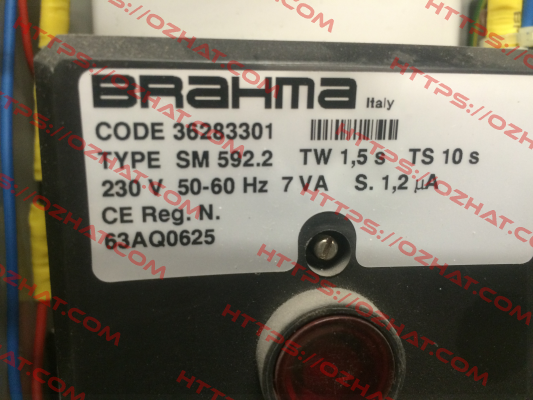 BRAHMA Italy
CODE 36283301
TYPE SM 592.2 TW 1,5 s TS 10 s
230 V 50-60 Hz 7 VA S. 1,2 µA
CE Reg. N.
63AQ0625
HTTPS://OZHAT.COM